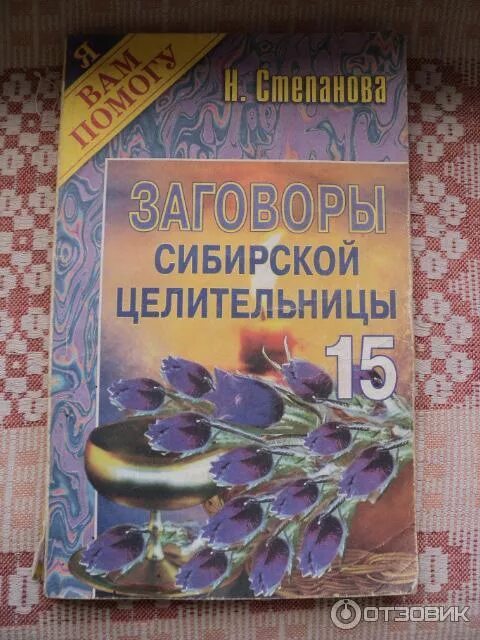 Я
ВАМ
ПОМОГУ
Н. Степанова
ЗАГОВОРЫ
СИБИРСКОЙ
ЦЕЛИТЕЛЬНИЦЫ
15
ОТЗОВИК